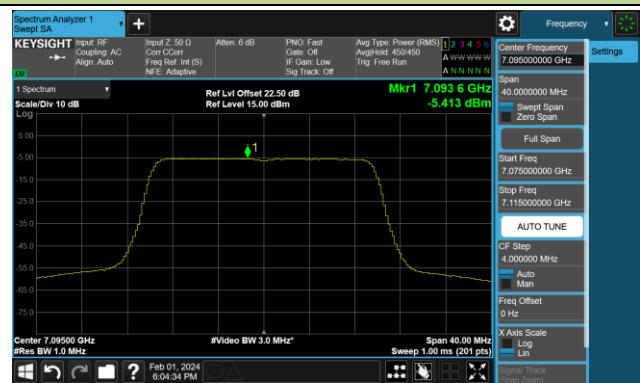 Spectrum Analyzer 1
Swept SA
Frequency
KEYSIGHT
Input: RF
Coupling: AC
Align: Auto
Input Z: 50 Ω
Corr CCorr
Freq Ref: Int (S)
NFE: Adaptive
Atten: 6 dB
PNO: Fast
Gate: Off
IF Gain: Low
Sig Track: Off
Avg Type: Power (RMS)
Avg|Hold: 450/450
Trig: Free Run
1 2 3 4 5 6
A W W W W W
A N N N N N
LVI
1 Spectrum
Scale/Div 10 dB
Log
Ref Lvl Offset 22.50 dB
Ref Level 15.00 dBm
Mkr1 7.093 6 GHz
-5.413 dBm
1
5.00
-5.00
-15.0
-25.0
-35.0
-45.0
-55.0
-65.0
-75.0
Center 7.09500 GHz
#Res BW 1.0 MHz
#Video BW 3.0 MHz*
Span 40.00 MHz
Sweep 1.00 ms (201 pts)
Feb 01, 2024
6:04:34 PM
Center Frequency
7.095000000 GHz
Settings
Span
40.0000000 MHz
Swept Span
Zero Span
Full Span
Start Freq
7.075000000 GHz
Stop Freq
7.115000000 GHz
AUTO TUNE
CF Step
4.000000 MHz
Auto
Man
Freq Offset
0 Hz
X Axis Scale
Log
Lin
Signal Track
(Span Zoom)